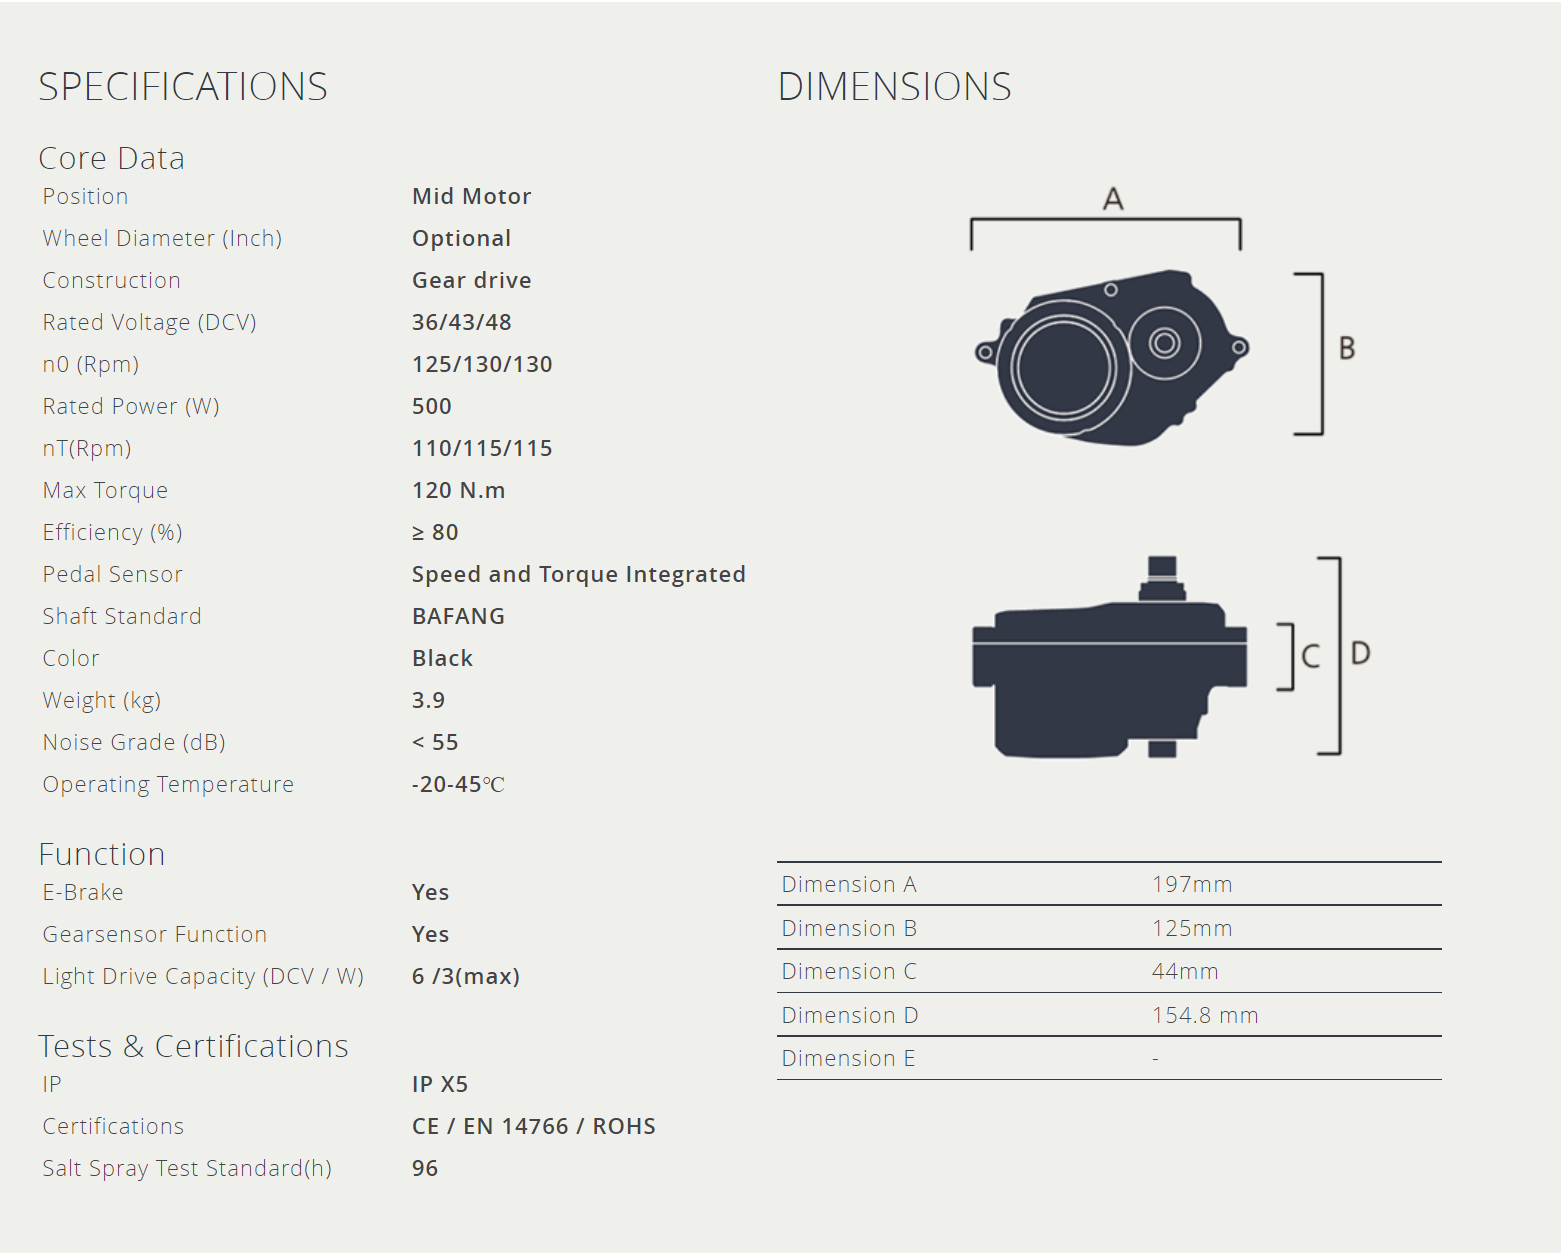 SPECIFICATIONS
Core Data
Position Mid Motor
Wheel Diameter (Inch) Optional
Construction Gear drive
Rated Voltage (DCV) 36/43/48
n0 (Rpm) 125/130/130
Rated Power (W) 500
nT(Rpm) 110/115/115
Max Torque 120 N.m
Efficiency (%) ≥ 80
Pedal Sensor Speed and Torque Integrated
Shaft Standard BAFANG
Color Black
Weight (kg) 3.9
Noise Grade (dB) < 55
Operating Temperature -20-45℃
Function
E-Brake Yes
Gearsensor Function Yes
Light Drive Capacity (DCV / W) 6 /3(max)
Tests & Certifications
IP IP X5
Certifications CE / EN 14766 / ROHS
Salt Spray Test Standard(h) 96
DIMENSIONS
A
B
C D
Dimension A 197mm
Dimension B 125mm
Dimension C 44mm
Dimension D 154.8 mm
Dimension E -